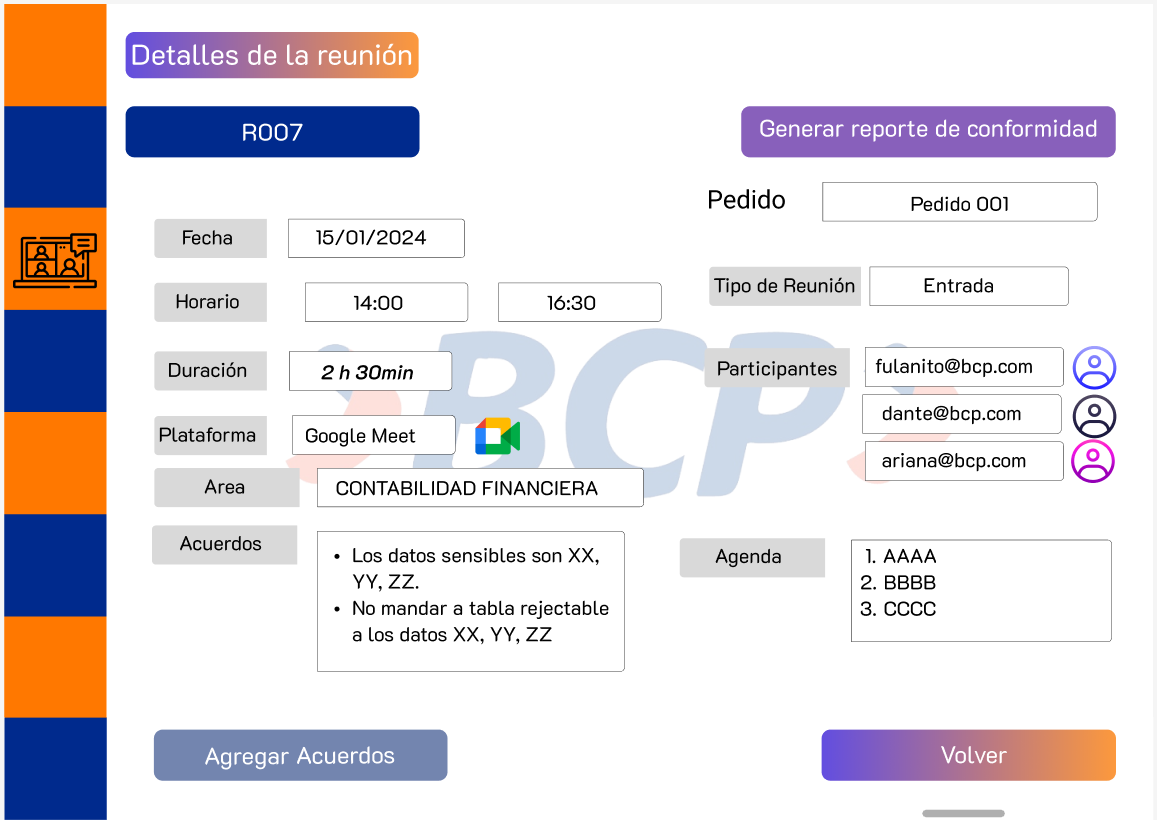 Detalles de la reunión
R007
Generar reporte de conformidad
Pedido
Pedido 001
Fecha
15/01/2024
Tipo de Reunión
Entrada
Horario
14:00
16:30
BCP
Duración
2 h 30min
Participantes
fulanito@bcp.com
dante@bcp.com
ariana@bcp.com
Plataforma
Google Meet
Area
CONTABILIDAD FINANCIERA
Acuerdos
• Los datos sensibles son XX,
YY, ZZ.
• No mandar a tabla rejectable
a los datos XX, YY, ZZ
Agenda
1. AAAA
2. BBBB
3. CCCC
Agregar Acuerdos
Volver